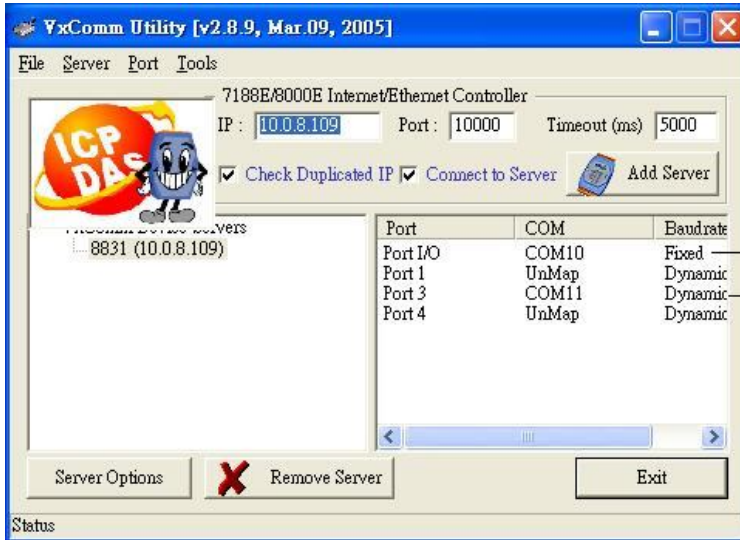 VxComm Utility [v2.8.9, Mar.09, 2005]
File Server Port Tools
7188E/8000E Internet/Ethernet Controller
ICP DAS
IP : 10.0.8.109 Port : 10000 Timeout (ms) 5000
Check Duplicated IP Connect to Server Add Server
Servers
8831 (10.0.8.109)
Port COM Baudrate
Port I/O COM10 Fixed
Port 1 UnMap Dynamic
Port 3 COM11 Dynamic
Port 4 UnMap Dynamic
Server Options Remove Server Exit
Status